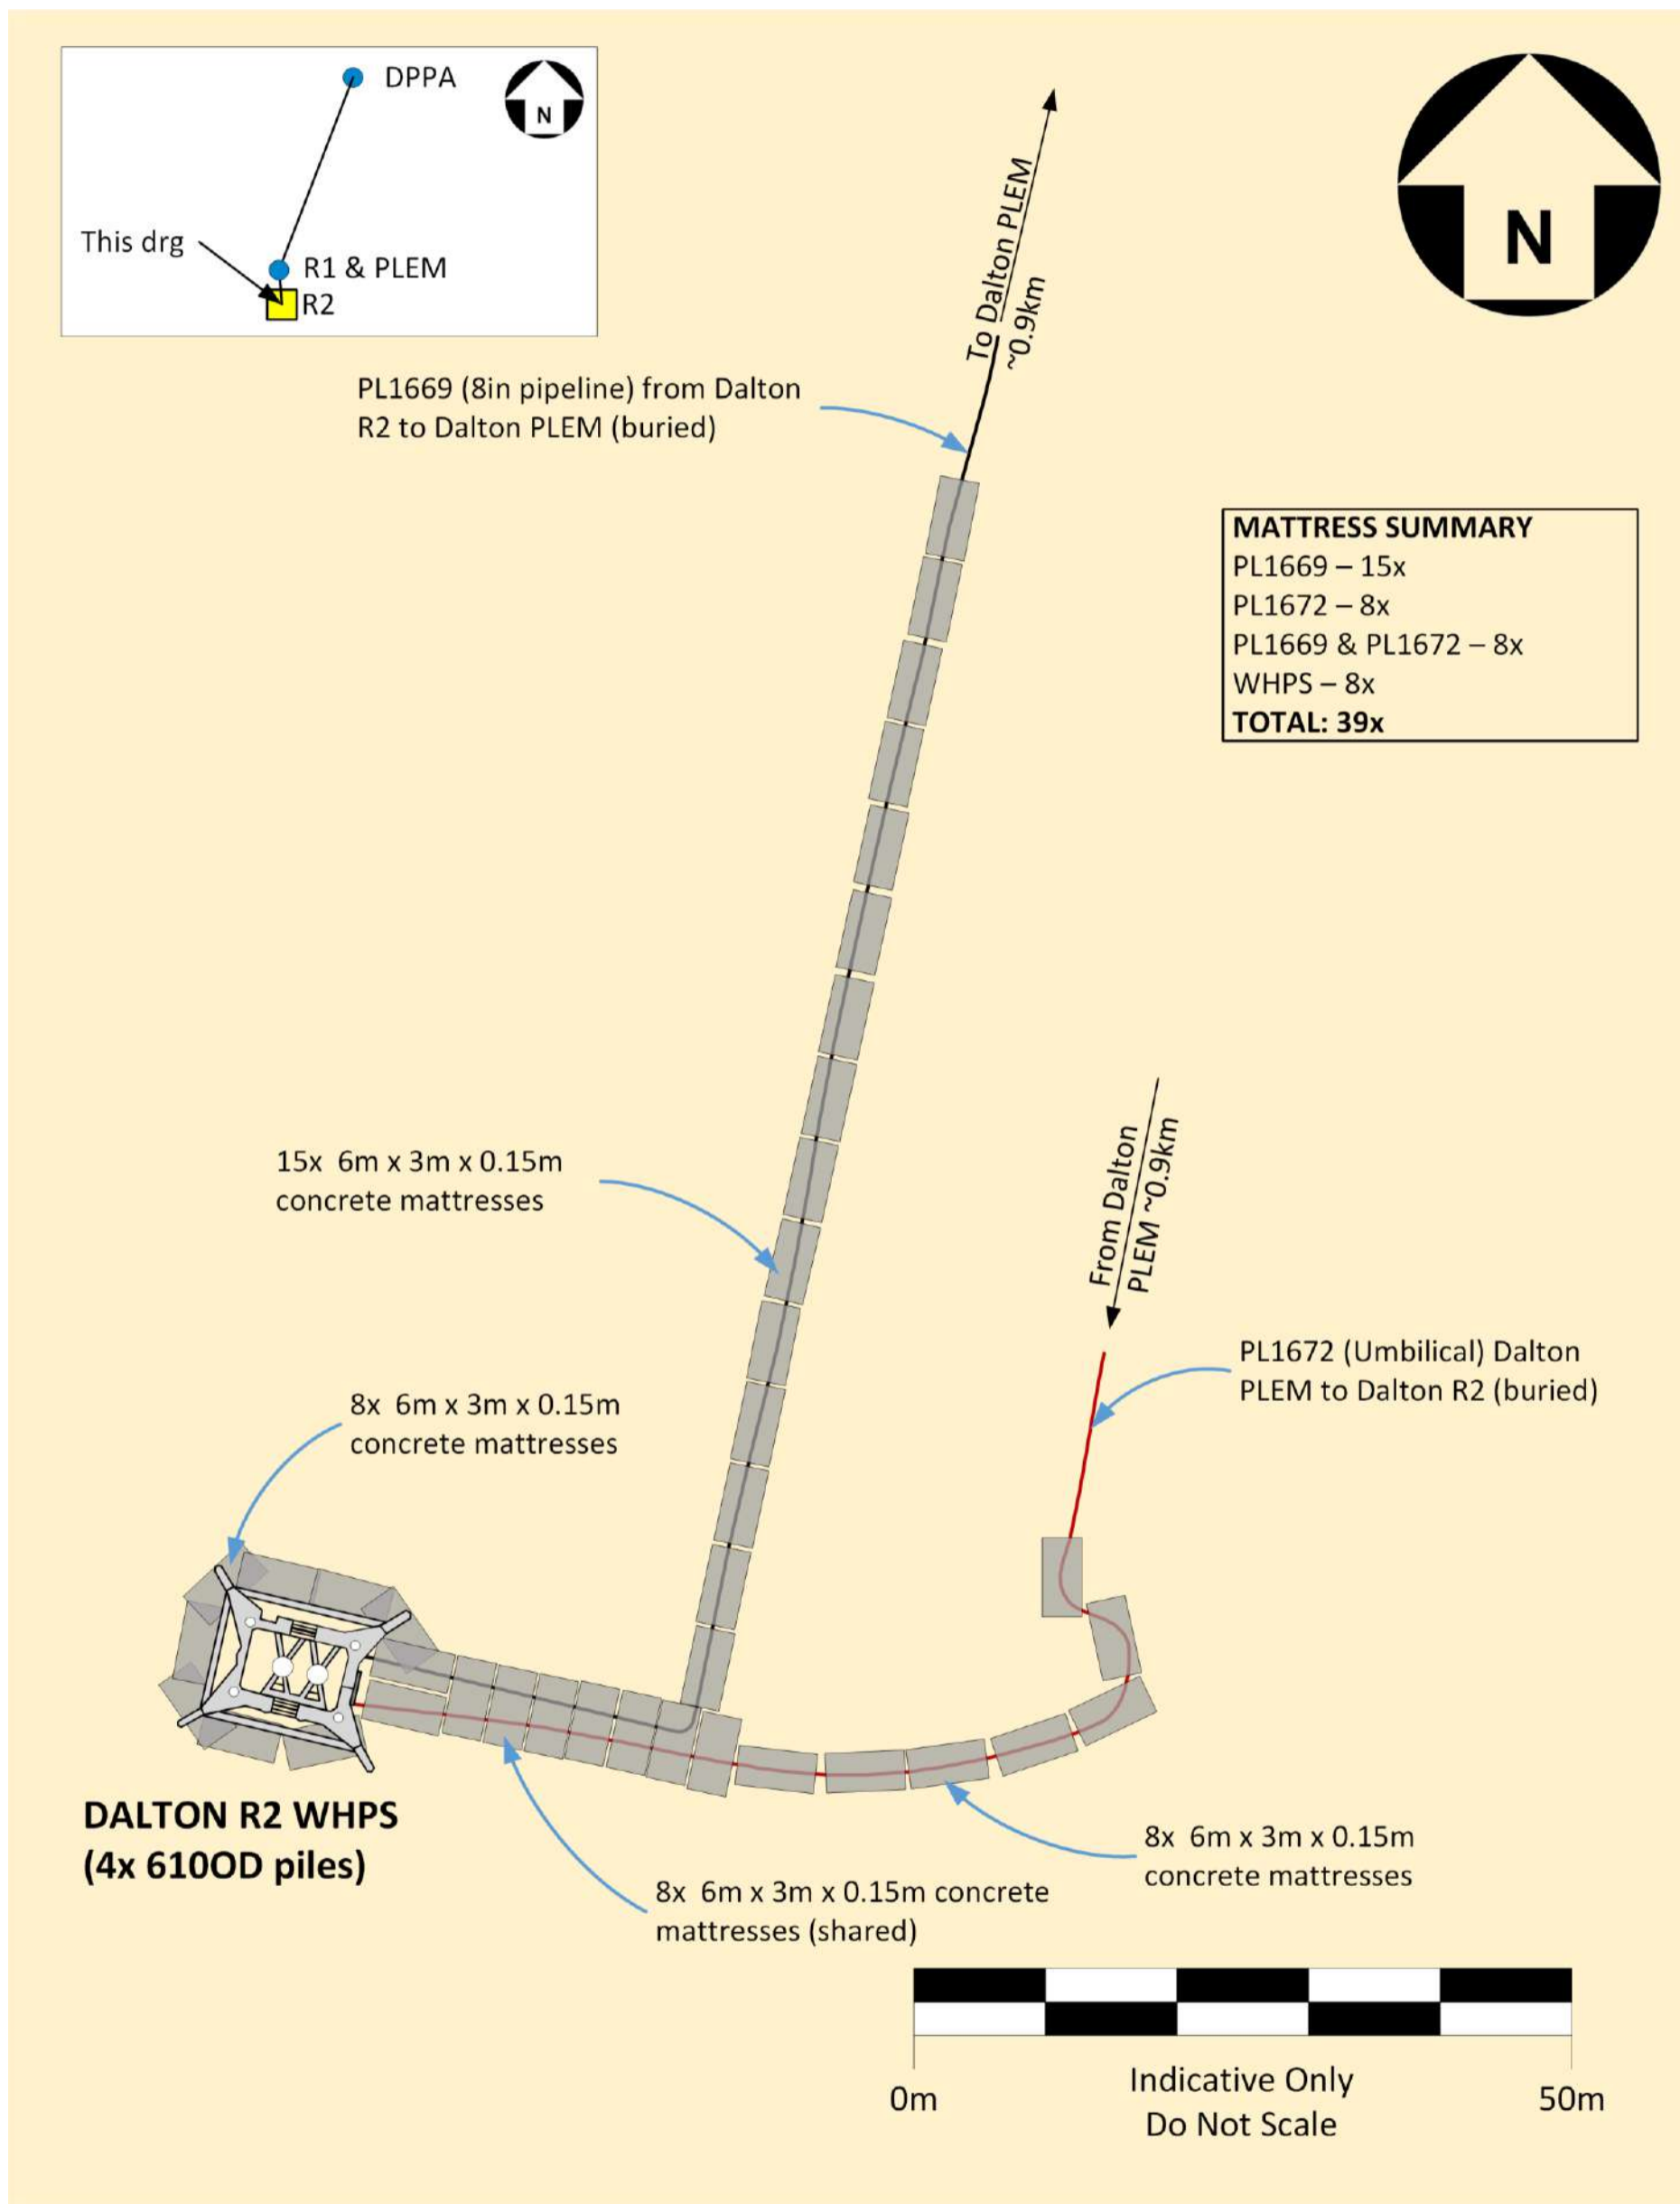 DPPA
N
This drg
R1 & PLEM
R2
N
To Dalton PLEM
~0.9km
PL1669 (8in pipeline) from Dalton
R2 to Dalton PLEM (buried)
MATTRESS SUMMARY
PL1669 – 15x
PL1672 – 8x
PL1669 & PL1672 – 8x
WHPS – 8x
TOTAL: 39x
15x 6m x 3m x 0.15m
concrete mattresses
From Dalton
PLEM ~0.9km
PL1672 (Umbilical) Dalton
PLEM to Dalton R2 (buried)
8x 6m x 3m x 0.15m
concrete mattresses
DALTON R2 WHPS
(4x 610OD piles)
8x 6m x 3m x 0.15m
concrete mattresses
8x 6m x 3m x 0.15m concrete
mattresses (shared)
0m
Indicative Only
Do Not Scale
50m